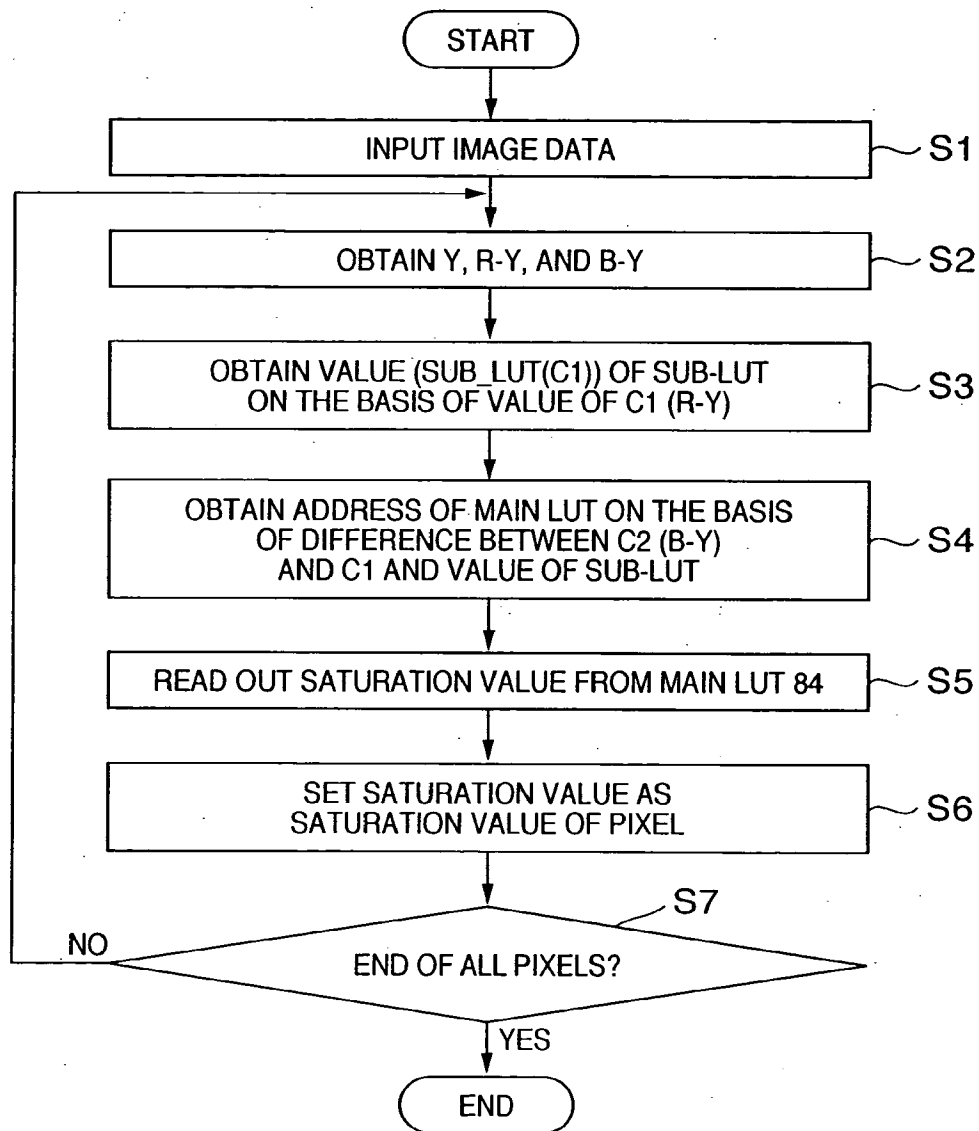 START
INPUT IMAGE DATA
S1
OBTAIN Y, R-Y, AND B-Y
S2
OBTAIN VALUE (SUB_LUT(C1)) OF SUB-LUT
ON THE BASIS OF VALUE OF C1 (R-Y)
S3
OBTAIN ADDRESS OF MAIN LUT ON THE BASIS
OF DIFFERENCE BETWEEN C2 (B-Y)
AND C1 AND VALUE OF SUB-LUT
S4
READ OUT SATURATION VALUE FROM MAIN LUT 84
S5
SET SATURATION VALUE AS
SATURATION VALUE OF PIXEL
S6
S7
NO
END OF ALL PIXELS?
YES
END